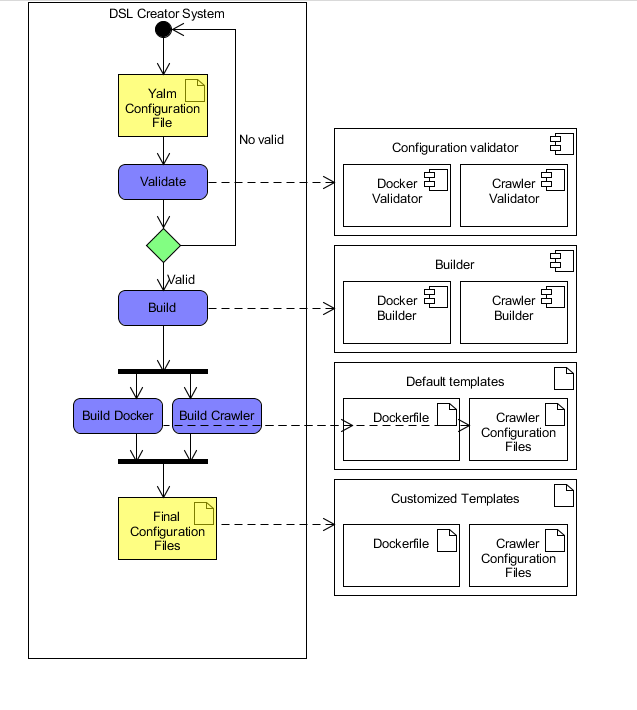 DSL Creator System
Yalm
Configuration
File
No valid
Validate
Valid
Build
Build Docker
Build Crawler
Final
Configuration
Files
Configuration validator
Docker
Validator
Crawler
Validator
Builder
Docker
Builder
Crawler
Builder
Default templates
Dockerfile
Crawler
Configuration
Files
Customized Templates
Dockerfile
Crawler
Configuration
Files